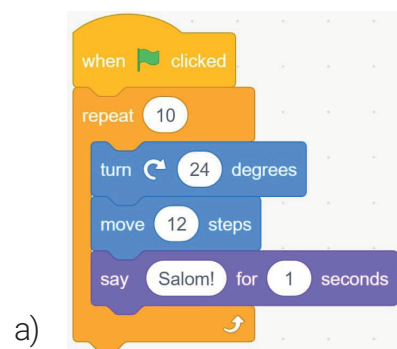 when clicked
repeat 10
turn 24 degrees
move 12 steps
say Salom! for 1 seconds
a)